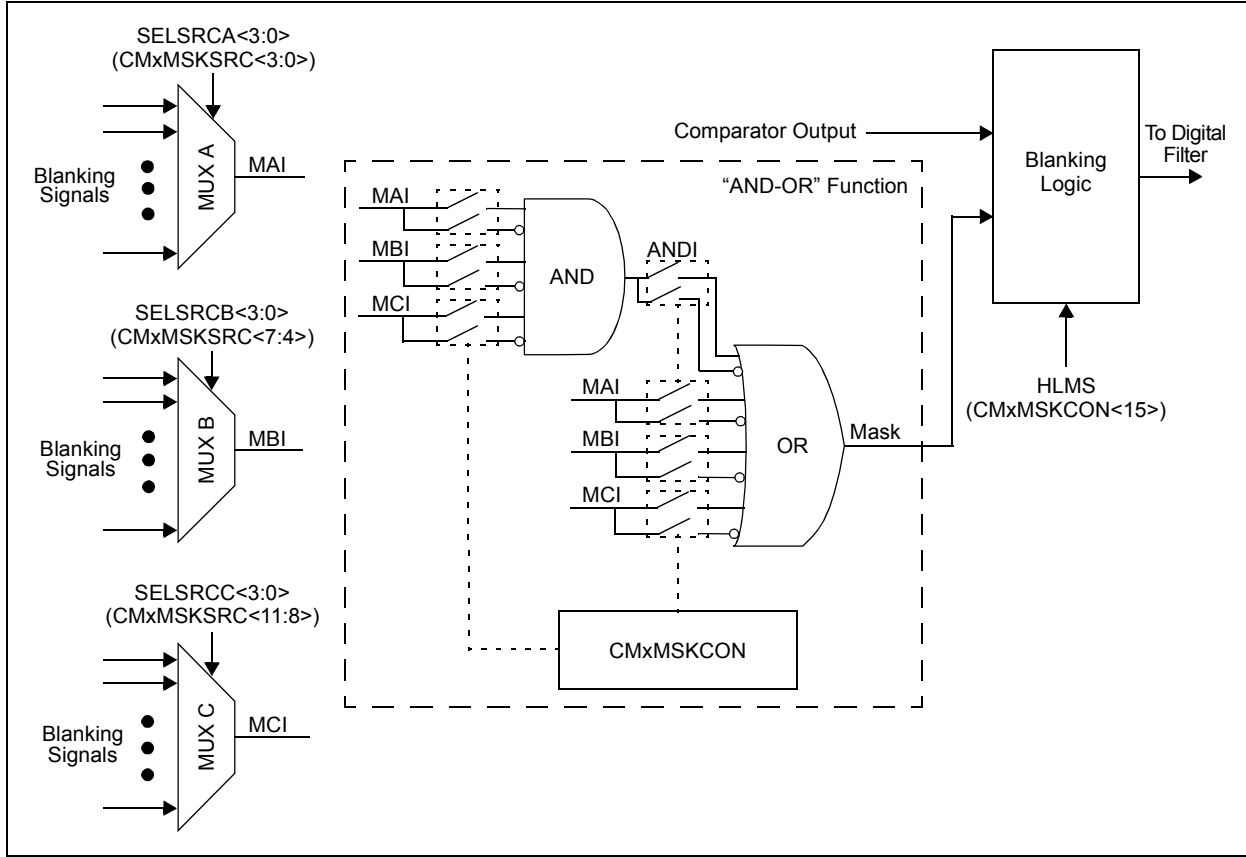 SELSRCA<3:0>
(CMxMSKSRC<3:0>)
MUX A
MAI
Blanking
Signals
SELSRCB<3:0>
(CMxMSKSRC<7:4>)
MUX B
MBI
Blanking
Signals
SELSRCC<3:0>
(CMxMSKSRC<11:8>)
MUX C
MCI
Blanking
Signals
“AND-OR” Function
MAI
MBI
MCI
AND
ANDI
MAI
MBI
MCI
OR
Mask
CMxMSKCON
Comparator Output
Blanking
Logic
To Digital
Filter
HLMS
(CMxMSKCON<15>)